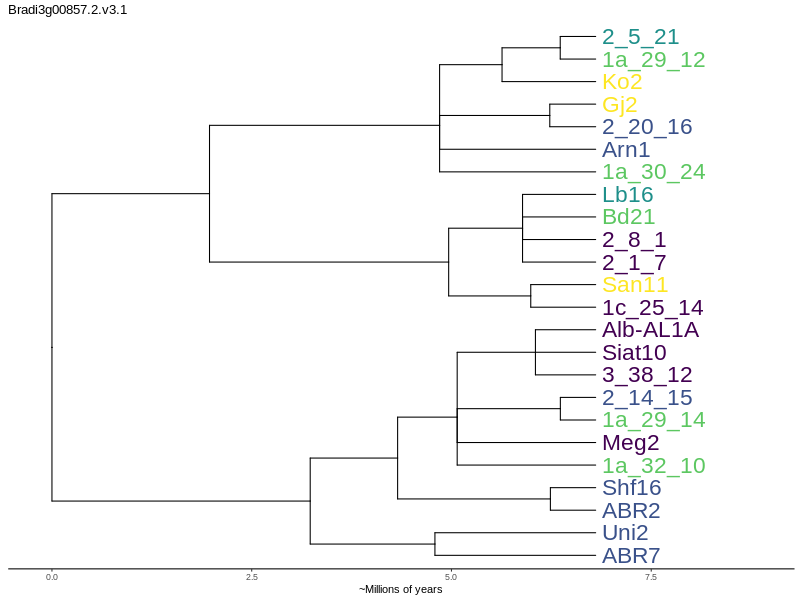 Bradi3g00857.2.v3.1
2_5_21
1a_29_12
Ko2
Gj2
2_20_16
Arn1
1a_30_24
Lb16
Bd21
2_8_1
2_1_7
San11
1c_25_14
Alb-AL1A
Siat10
3_38_12
2_14_15
1a_29_14
Meg2
1a_32_10
Shf16
ABR2
Uni2
ABR7
0.0 2.5 5.0 7.5
~Millions of years